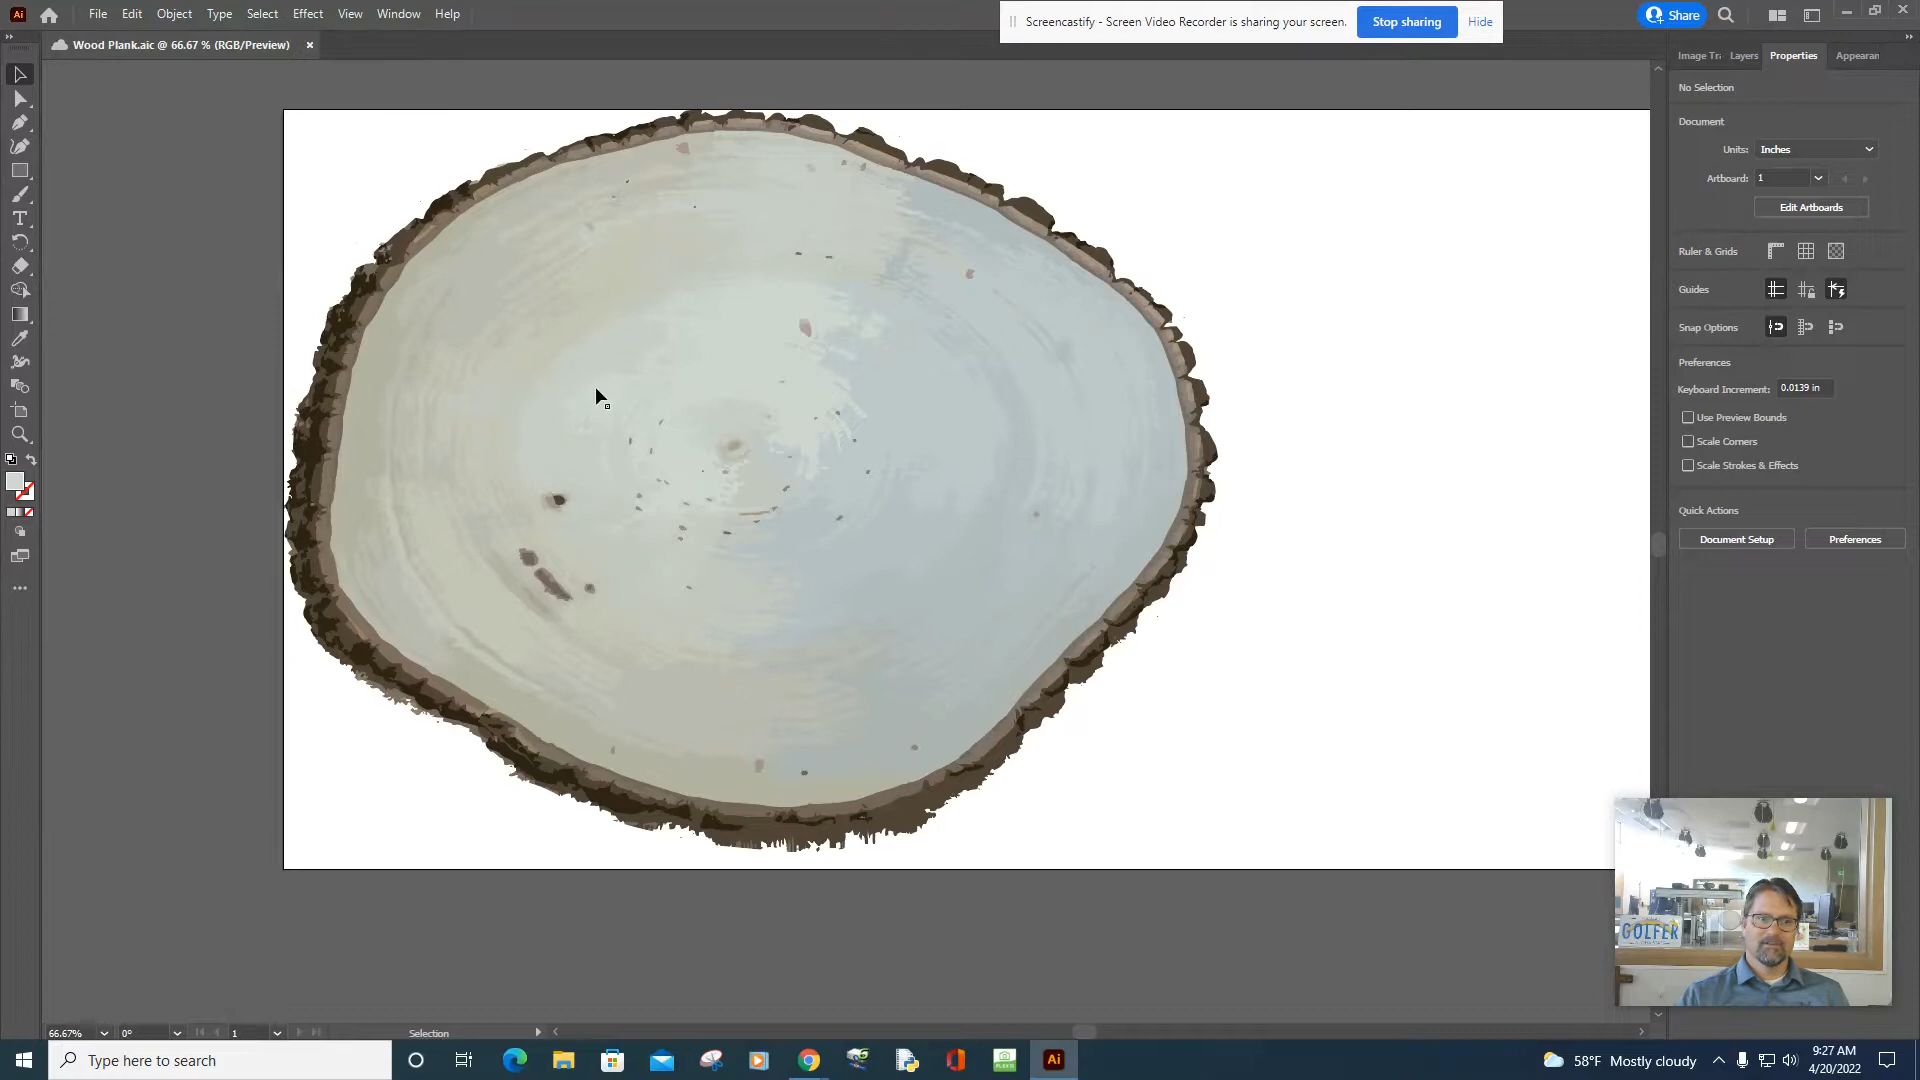 Ai File Edit Object Type Select Effect View Window Help
Screencastify - Screen Video Recorder is sharing your screen. Stop sharing Hide
Share
Wood Plank.aic @ 66.67 % (RGB/Preview) ×
Image Tr: Layers Properties Appearan
No Selection
Document
Units: Inches
Artboard: 1
Edit Artboards
Ruler & Grids
Guides
Snap Options
Preferences
Keyboard Increment: 0.0139 in
Use Preview Bounds
Scale Corners
Scale Strokes & Effects
Quick Actions
Document Setup Preferences
GOLFER
66.67% 0° 1 Selection
Type here to search
Ai
58°F Mostly cloudy
9:27 AM
4/20/2022